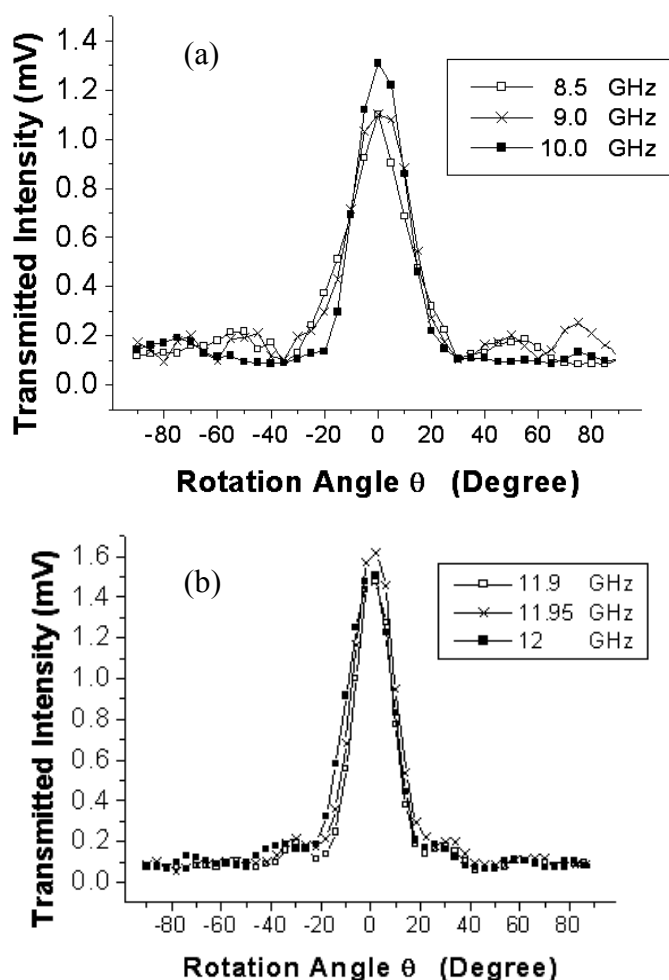 (a)
Transmitted Intensity (mV)
1.4
1.2
1.0
0.8
0.6
0.4
0.2
0.0
8.5 GHz
9.0 GHz
10.0 GHz
-80 -60 -40 -20 0 20 40 60 80
Rotation Angle θ (Degree)
(b)
Transmitted Intensity (mV)
1.6
1.4
1.2
1.0
0.8
0.6
0.4
0.2
0.0
11.9 GHz
11.95 GHz
12 GHz
-80 -60 -40 -20 0 20 40 60 80
Rotation Angle θ (Degree)